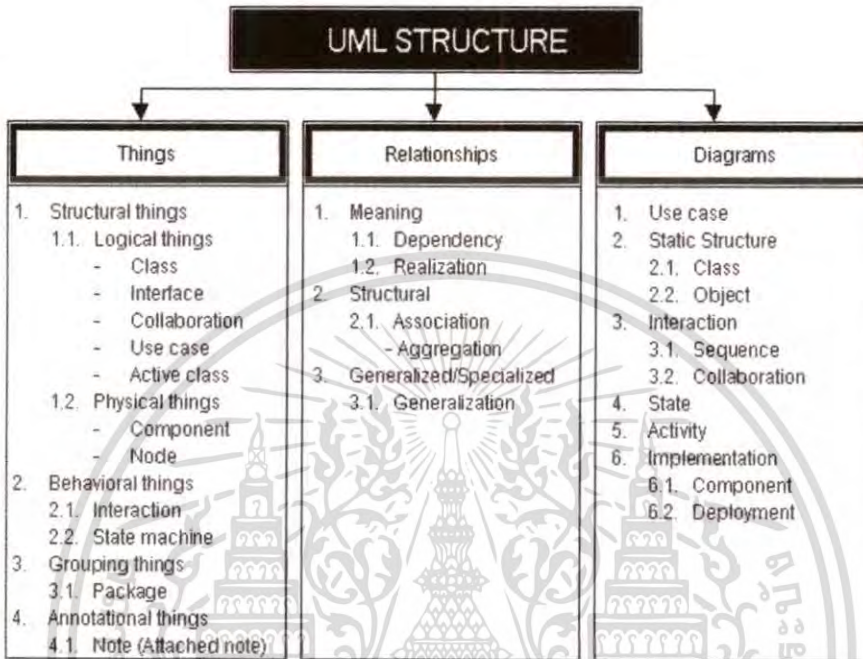 UML STRUCTURE
Things
1. Structural things
1.1. Logical things
- Class
- Interface
- Collaboration
- Use case
- Active class
1.2. Physical things
- Component
- Node
2. Behavioral things
2.1. Interaction
2.2. State machine
3. Grouping things
3.1. Package
4. Annotational things
4.1. Note (Attached note)
Relationships
1. Meaning
1.1. Dependency
1.2. Realization
2. Structural
2.1. Association
- Aggregation
3. Generalized/Specialized
3.1. Generalization
Diagrams
1. Use case
2. Static Structure
2.1. Class
2.2. Object
3. Interaction
3.1. Sequence
3.2. Collaboration
4. State
5. Activity
6. Implementation
6.1. Component
6.2. Deployment